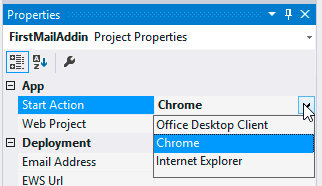 Properties
FirstMailAddin Project Properties
App
Start Action Chrome
Web Project Office Desktop Client
Chrome
Internet Explorer
Deployment
Email Address
EWS Url